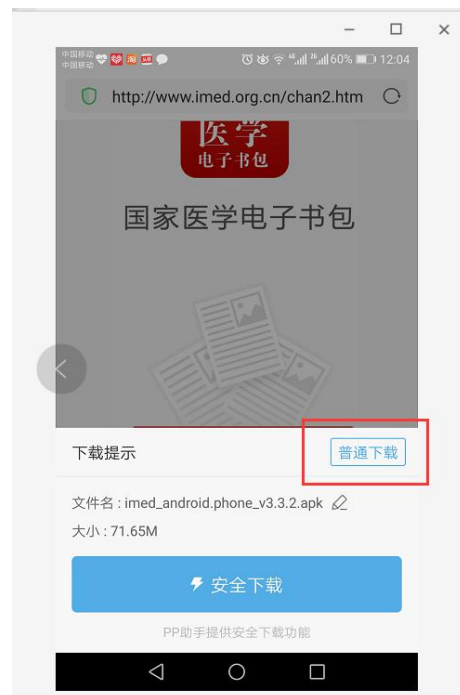 中国移动
中国移动
4G 2G 60% 12:04
http://www.imed.org.cn/chan2.htm
医学
电子书包
国家医学电子书包
下载提示
普通下载
文件名 : imed_android.phone_v3.3.2.apk
大小 : 71.65M
安全下载
PP助手提供安全下载功能